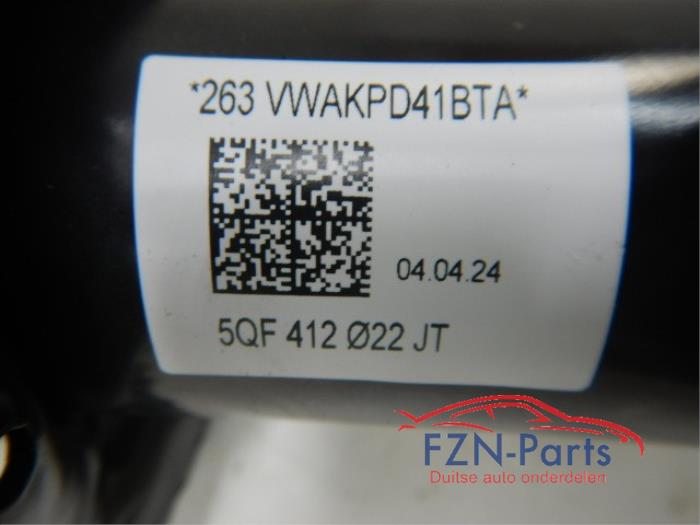 *263 VWAKPD41BTA*
04.04.24
5QF 412 Ø22 JT
FZN-Parts
Duitse auto onderdelen